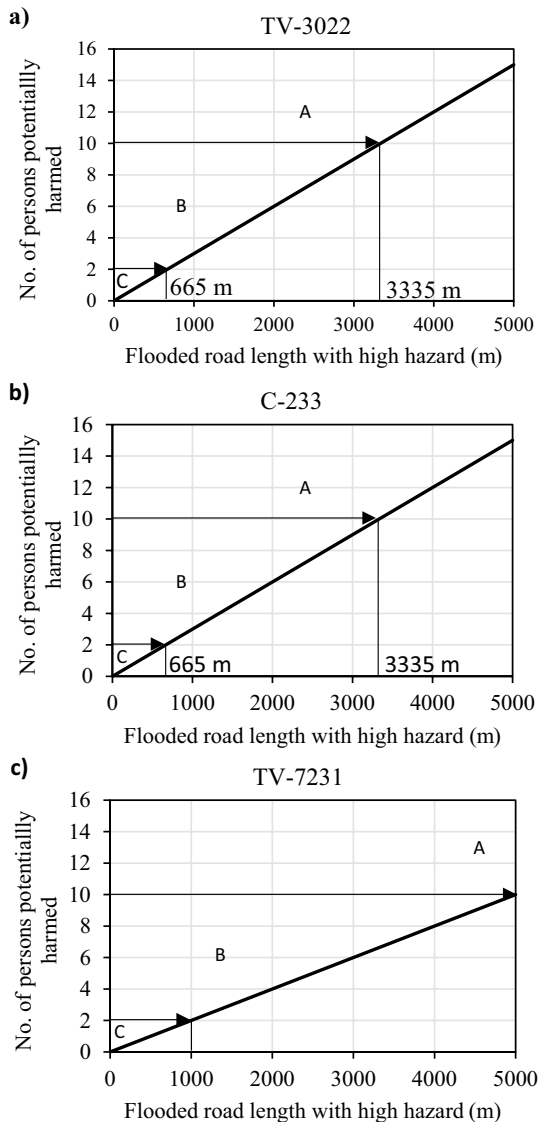 a)
TV-3022
No. of persons potentiallly
harmed
16
14
12
10
8
6
4
2
0
A
B
C
665 m
3335 m
0 1000 2000 3000 4000 5000
Flooded road length with high hazard (m)
b)
C-233
No. of persons potentiallly
harmed
16
14
12
10
8
6
4
2
0
A
B
C
665 m
3335 m
0 1000 2000 3000 4000 5000
Flooded road length with high hazard (m)
c)
TV-7231
No. of persons potentiallly
harmed
16
14
12
10
8
6
4
2
0
A
B
C
0 1000 2000 3000 4000 5000
Flooded road length with high hazard (m)